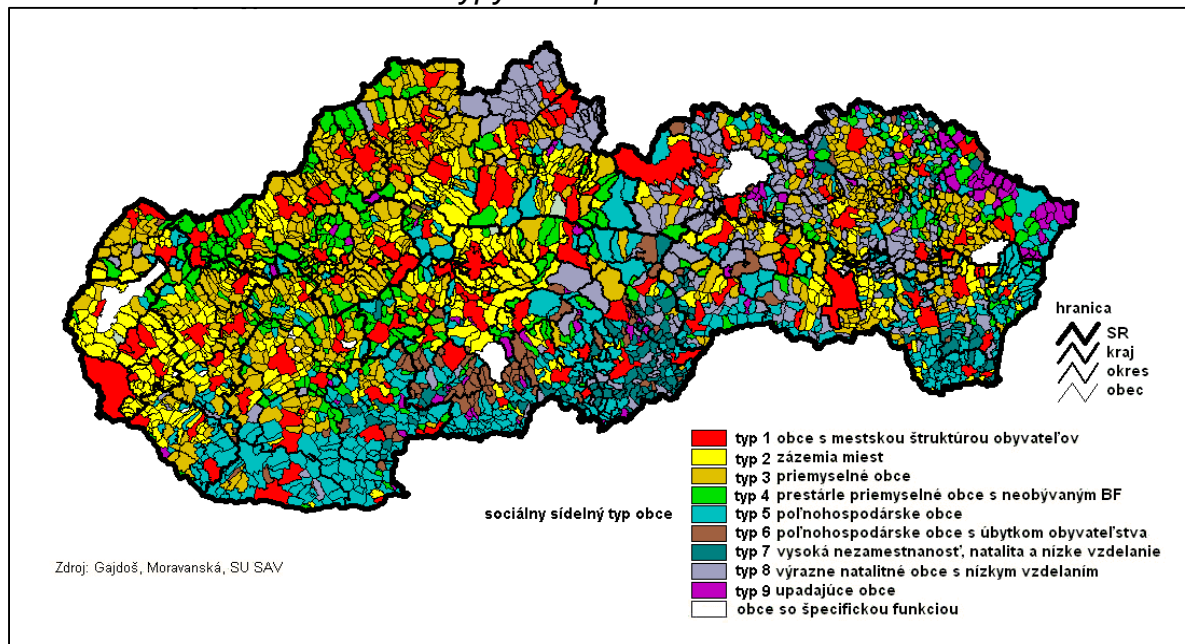 hranica
SR
kraj
okres
obec
typ 1 obce s mestskou štruktúrou obyvateľov
typ 2 zázemia miest
typ 3 priemyselné obce
typ 4 prestárle priemyselné obce s neobývaným BF
sociálny sídelný typ obce
typ 5 poľnohospodárske obce
typ 6 poľnohospodárske obce s úbytkom obyvateľstva
typ 7 vysoká nezamestnanosť, natalita a nízke vzdelanie
typ 8 výrazne natalitné obce s nízkym vzdelaním
typ 9 upadajúce obce
obce so špecifickou funkciou
Zdroj: Gajdoš, Moravanská, SU SAV